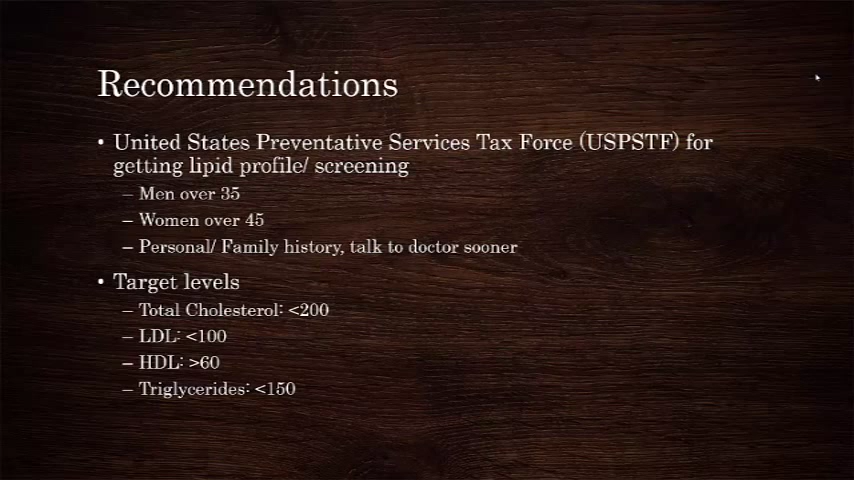 Recommendations
• United States Preventative Services Tax Force (USPSTF) for
getting lipid profile/ screening
– Men over 35
– Women over 45
– Personal/ Family history, talk to doctor sooner
• Target levels
– Total Cholesterol: <200
– LDL: <100
– HDL: >60
– Triglycerides: <150